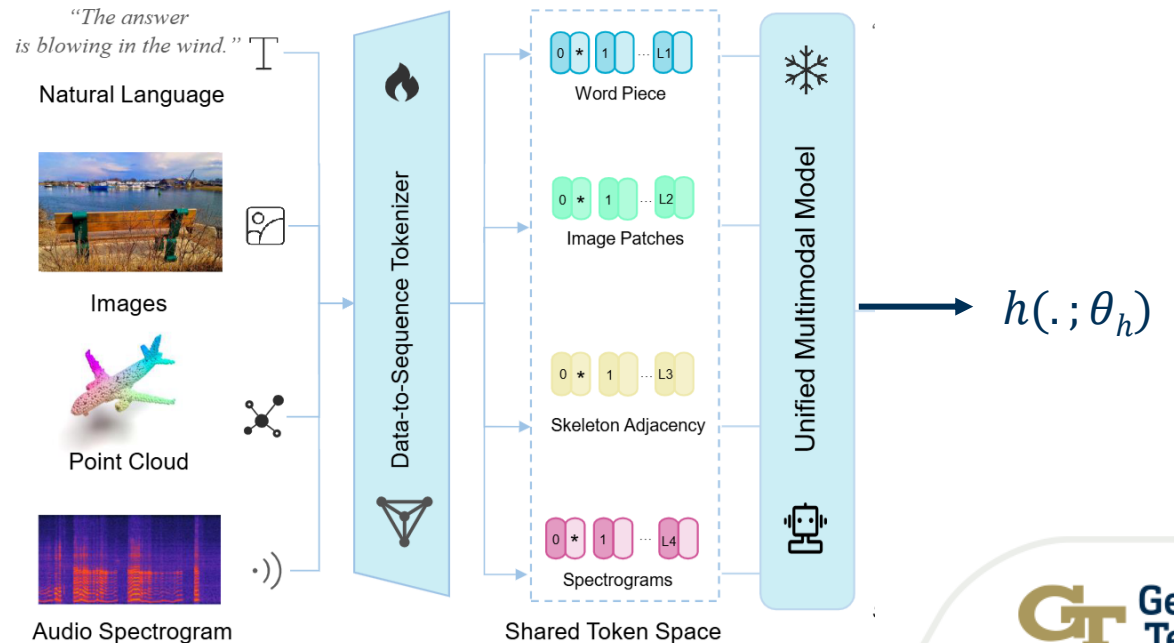 “The answer
is blowing in the wind.”
Natural Language
Images
Point Cloud
Audio Spectrogram
Data-to-Sequence Tokenizer
0 * 1 ... L1
Word Piece
0 * 1 ... L2
Image Patches
0 * 1 ... L3
Skeleton Adjacency
0 * 1 ... L4
Spectrograms
Shared Token Space
Unified Multimodal Model
h(. ; θₕ)
GT